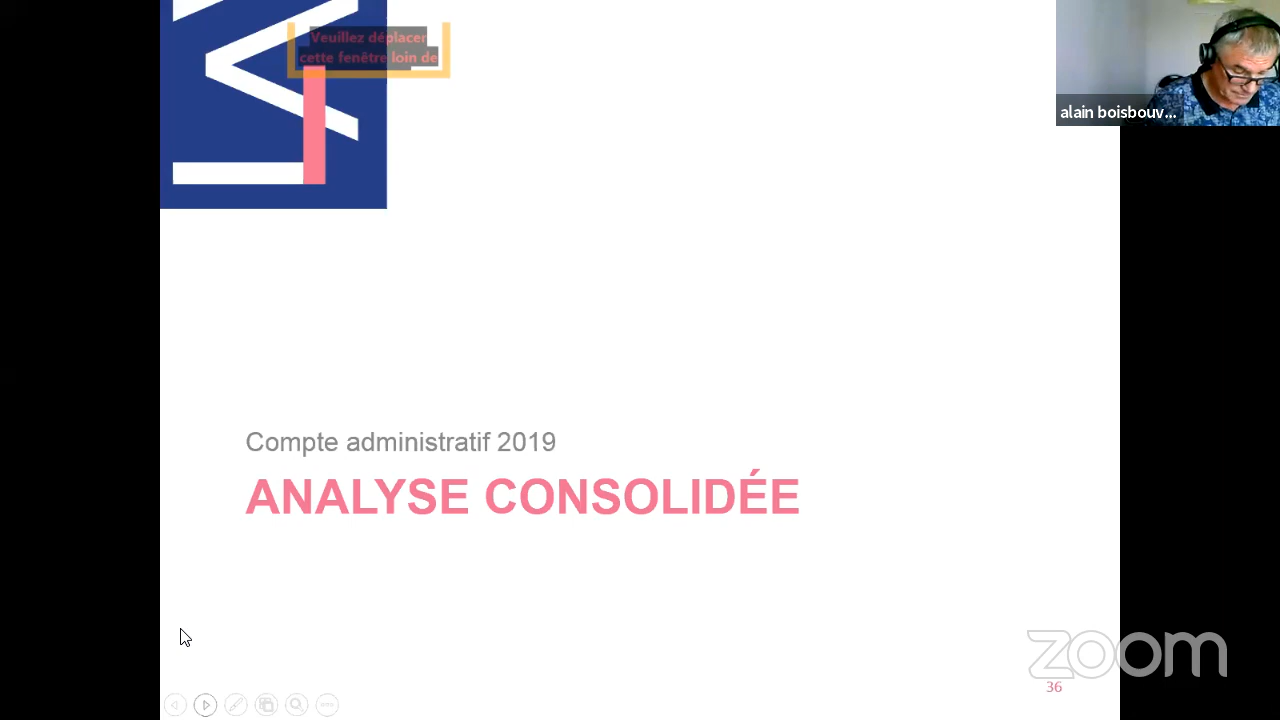 Veuillez déplacer
cette fenêtre loin de
alain boisbouv...
Compte administratif 2019
ANALYSE CONSOLIDÉE
zoom
36